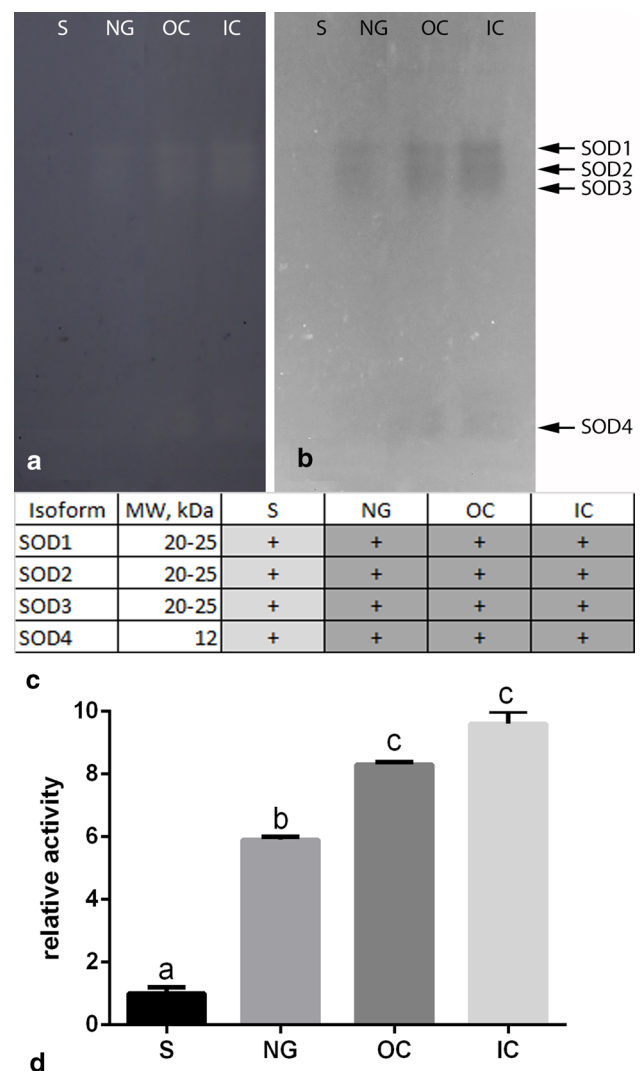 S NG OC IC
S NG OC IC
SOD1
SOD2
SOD3
SOD4
a
b
Isoform MW, kDa S NG OC IC
SOD1 20-25 + + + +
SOD2 20-25 + + + +
SOD3 20-25 + + + +
SOD4 12 + + + +
c
relative activity
10
8
6
4
2
0
a
b
c
c
S NG OC IC
d